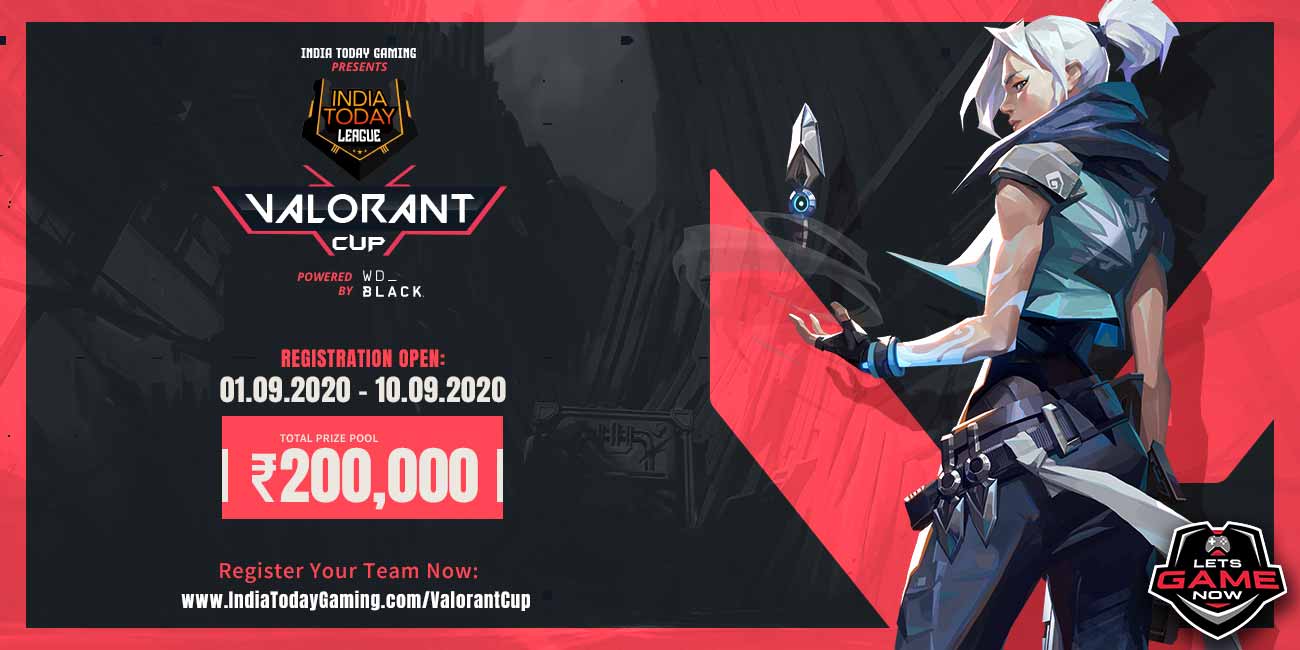 INDIA TODAY GAMING
PRESENTS
INDIA
TODAY
LEAGUE
VALORANT
CUP
POWERED
BY
WD_
BLACK.
REGISTRATION OPEN:
01.09.2020 - 10.09.2020
TOTAL PRIZE POOL
₹200,000
Register Your Team Now:
www.IndiaTodayGaming.com/ValorantCup
LETS
GAME
NOW